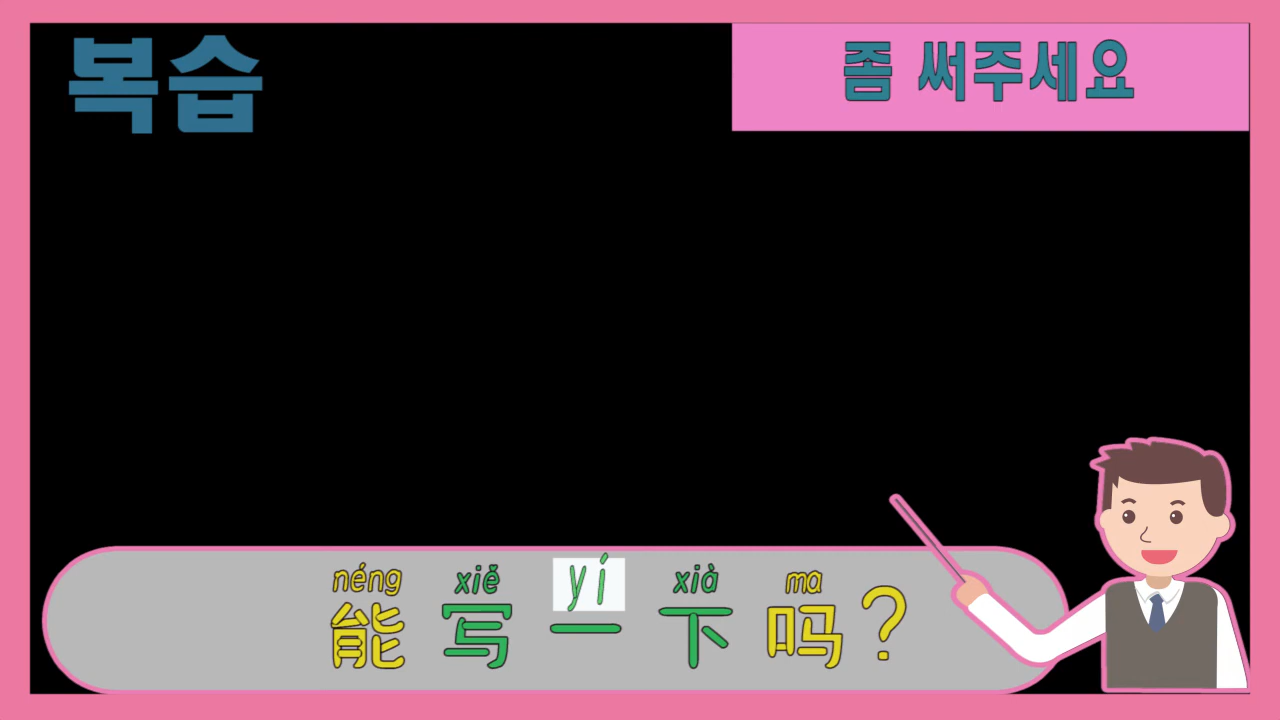 복습
좀 써주세요
néng xiě yí xià ma
能 写 一 下 吗?